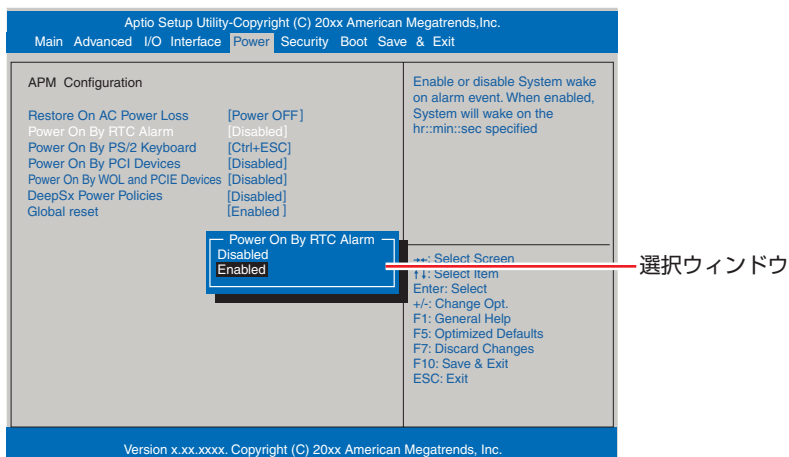 Aptio Setup Utility-Copyright (C) 20xx American Megatrends,Inc.
Main Advanced I/O Interface Power Security Boot Save & Exit
APM Configuration
Restore On AC Power Loss [Power OFF]
Power On By RTC Alarm [Disabled]
Power On By PS/2 Keyboard [Ctrl+ESC]
Power On By PCI Devices [Disabled]
Power On By WOL and PCIE Devices [Disabled]
DeepSx Power Policies [Disabled]
Global reset [Enabled ]
Power On By RTC Alarm
Disabled
Enabled
Enable or disable System wake
on alarm event. When enabled,
System will wake on the
hr::min::sec specified
→←: Select Screen
↑↓: Select Item
Enter: Select
+/-: Change Opt.
F1: General Help
F5: Optimized Defaults
F7: Discard Changes
F10: Save & Exit
ESC: Exit
選択ウィンドウ
Version x.xx.xxxx. Copyright (C) 20xx American Megatrends, Inc.